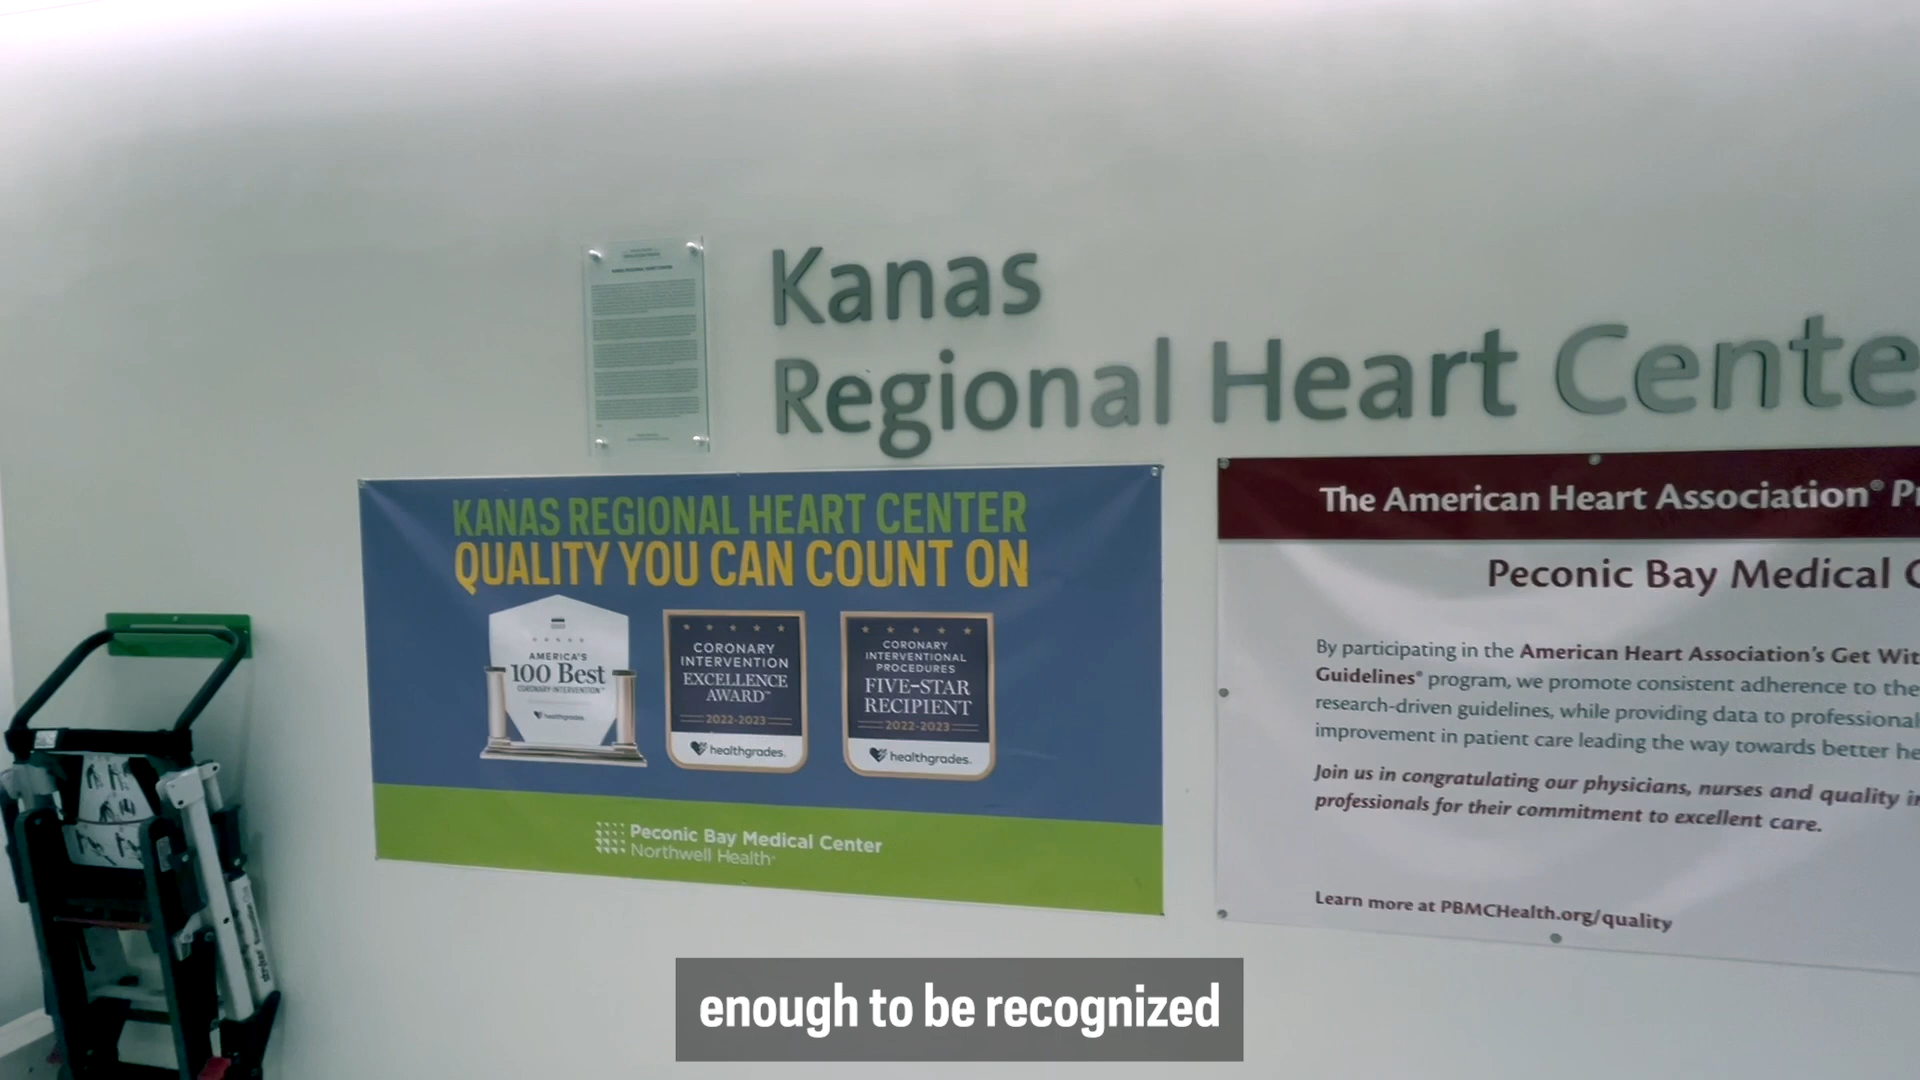 Kanas
Regional Heart Cente
KANAS REGIONAL HEART CENTER
QUALITY YOU CAN COUNT ON
AMERICA'S
100 Best
CORONARY INTERVENTION™
healthgrades.
CORONARY
INTERVENTION
EXCELLENCE
AWARD™
2022-2023
healthgrades.
CORONARY
INTERVENTIONAL
PROCEDURES
FIVE-STAR
RECIPIENT
2022-2023
healthgrades.
Peconic Bay Medical Center
Northwell Health®
The American Heart Association® P
Peconic Bay Medical C
By participating in the American Heart Association's Get Wit
Guidelines® program, we promote consistent adherence to the
research-driven guidelines, while providing data to professional
improvement in patient care leading the way towards better he
Join us in congratulating our physicians, nurses and quality i
professionals for their commitment to excellent care.
Learn more at PBMCHealth.org/quality
enough to be recognized